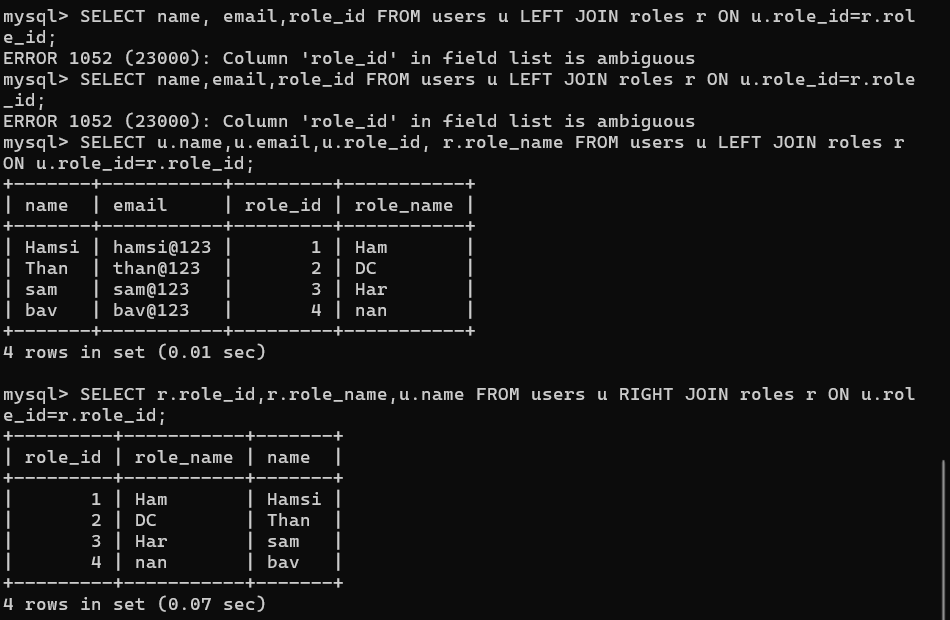 mysql> SELECT name, email,role_id FROM users u LEFT JOIN roles r ON u.role_id=r.rol
e_id;
ERROR 1052 (23000): Column 'role_id' in field list is ambiguous
mysql> SELECT name,email,role_id FROM users u LEFT JOIN roles r ON u.role_id=r.role
_id;
ERROR 1052 (23000): Column 'role_id' in field list is ambiguous
mysql> SELECT u.name,u.email,u.role_id, r.role_name FROM users u LEFT JOIN roles r
ON u.role_id=r.role_id;
+-------+-----------+---------+-----------+
| name  | email     | role_id | role_name |
+-------+-----------+---------+-----------+
| Hamsi | hamsi@123 |       1 | Ham       |
| Than  | than@123  |       2 | DC        |
| sam   | sam@123   |       3 | Har       |
| bav   | bav@123   |       4 | nan       |
+-------+-----------+---------+-----------+
4 rows in set (0.01 sec)

mysql> SELECT r.role_id,r.role_name,u.name FROM users u RIGHT JOIN roles r ON u.rol
e_id=r.role_id;
+---------+-----------+-------+
| role_id | role_name | name  |
+---------+-----------+-------+
|       1 | Ham       | Hamsi |
|       2 | DC        | Than  |
|       3 | Har       | sam   |
|       4 | nan       | bav   |
+---------+-----------+-------+
4 rows in set (0.07 sec)